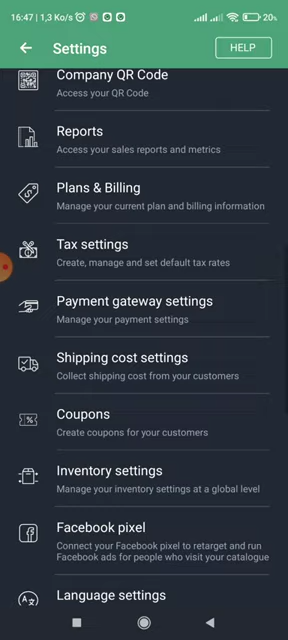 16:47 | 1,3 Ko/s 20%
Settings
HELP
Company QR Code
Access your QR Code
Reports
Access your sales reports and metrics
Plans & Billing
Manage your current plan and billing information
Tax settings
Create, manage and set default tax rates
Payment gateway settings
Manage your payment settings
Shipping cost settings
Collect shipping cost from your customers
Coupons
Create coupons for your customers
Inventory settings
Manage your inventory settings at a global level
Facebook pixel
Connect your Facebook pixel to retarget and run
Facebook ads for people who visit your catalogue
Language settings